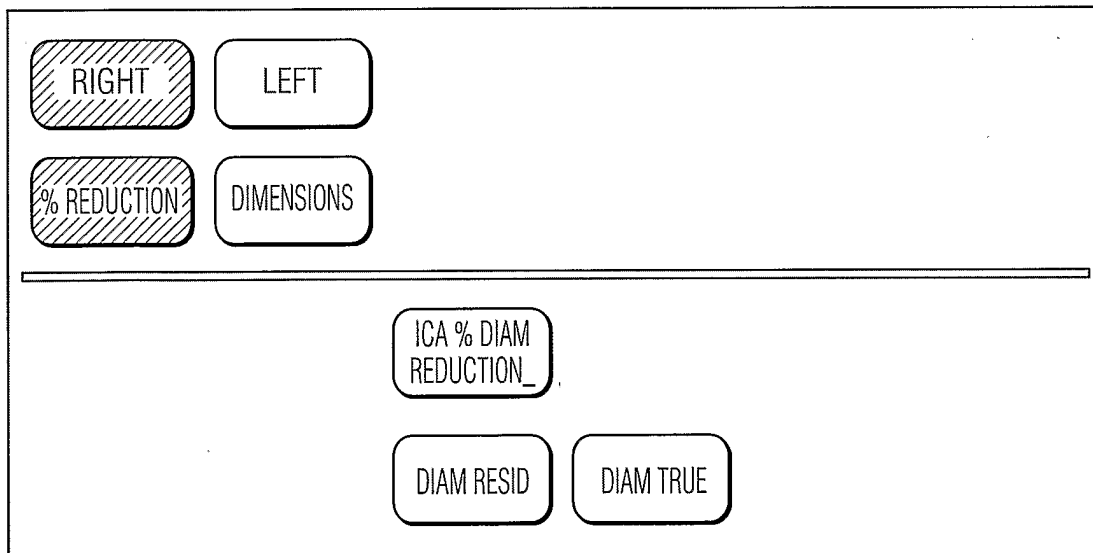 RIGHT
LEFT
% REDUCTION
DIMENSIONS
ICA % DIAM
REDUCTION_
DIAM RESID
DIAM TRUE